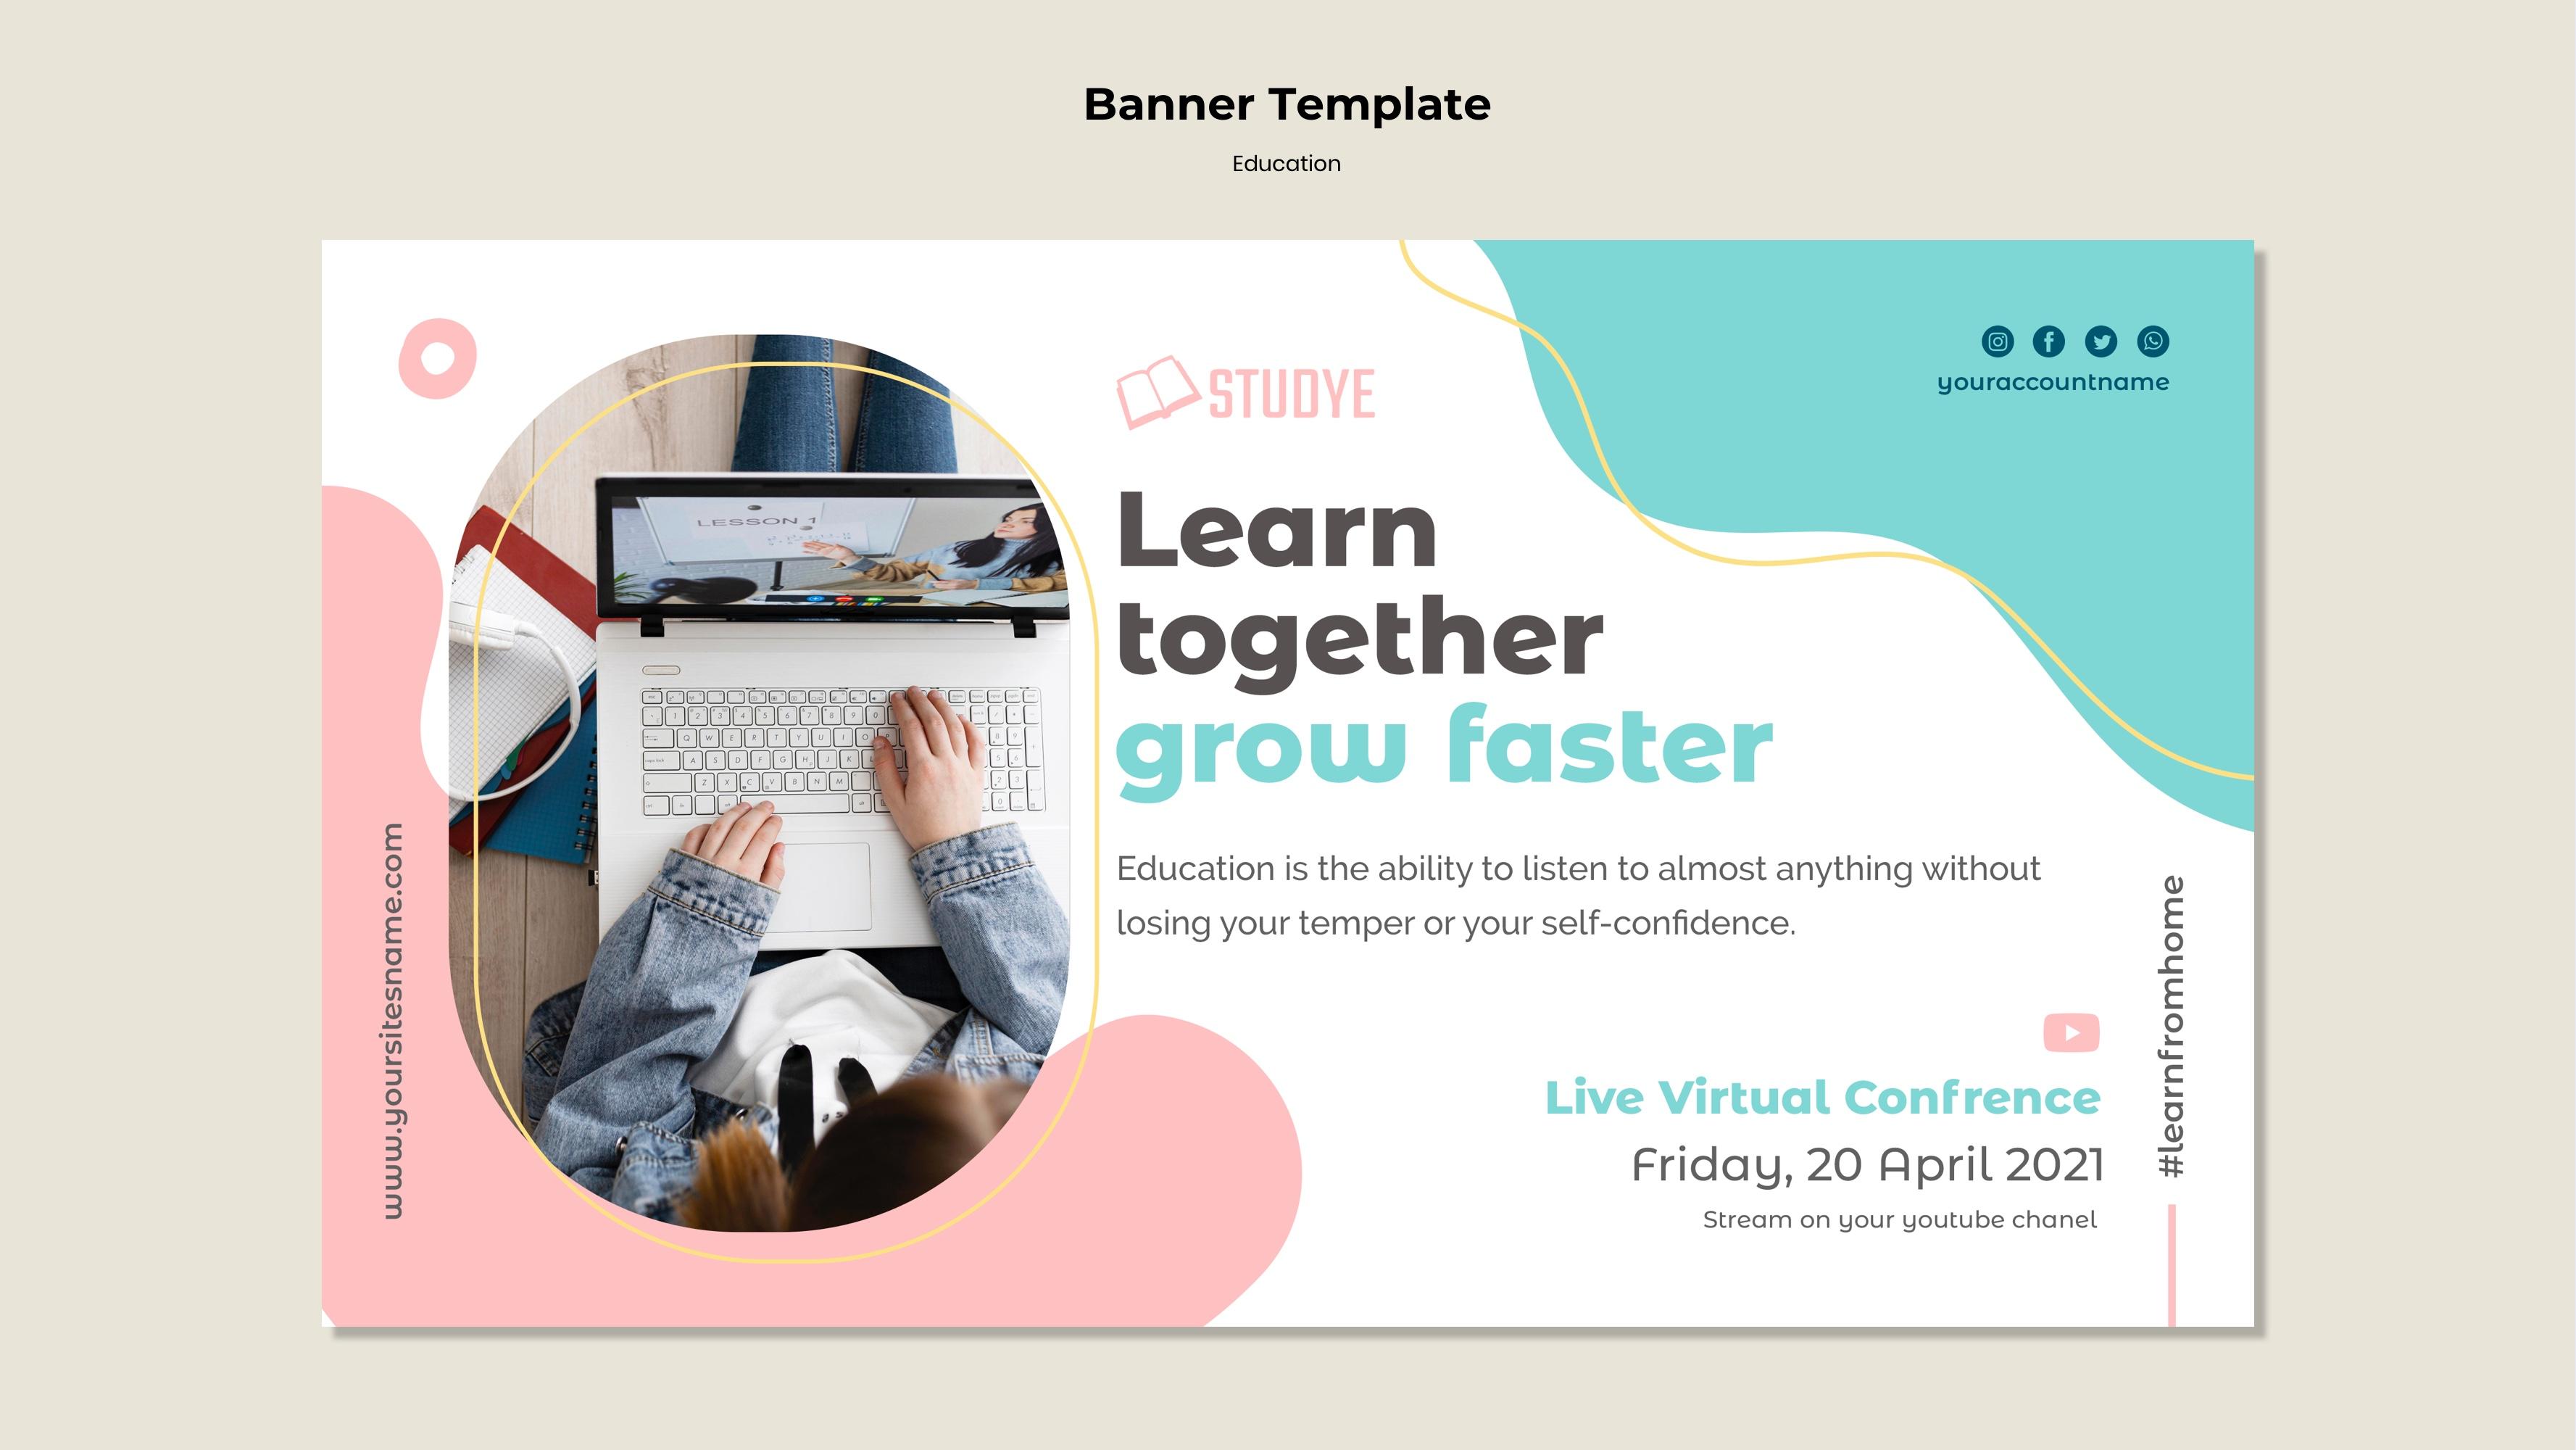 Banner Template
Education
youraccountname
STUDYE
Learn
together
grow faster
Education is the ability to listen to almost anything without
losing your temper or your self-confidence.
LESSON 1
www.yoursitesname.com
#learnfromhome
Live Virtual Confrence
Friday, 20 April 2021
Stream on your youtube chanel